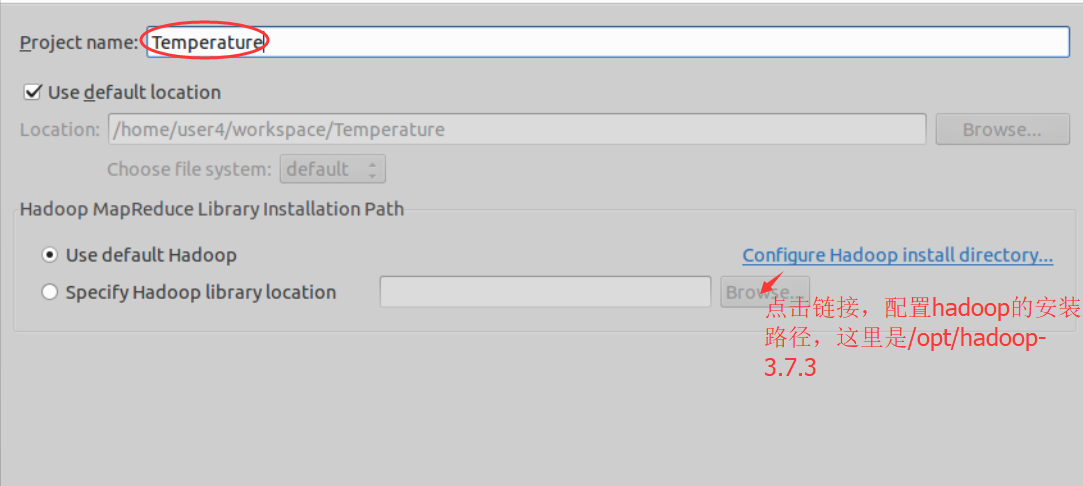 Project name: Temperature
Use default location
Location: /home/user4/workspace/Temperature Browse...
Choose file system: default
Hadoop MapReduce Library Installation Path
Use default Hadoop Configure Hadoop install directory...
Specify Hadoop library location Browse...
点击链接，配置hadoop的安装
路径，这里是/opt/hadoop-
3.7.3